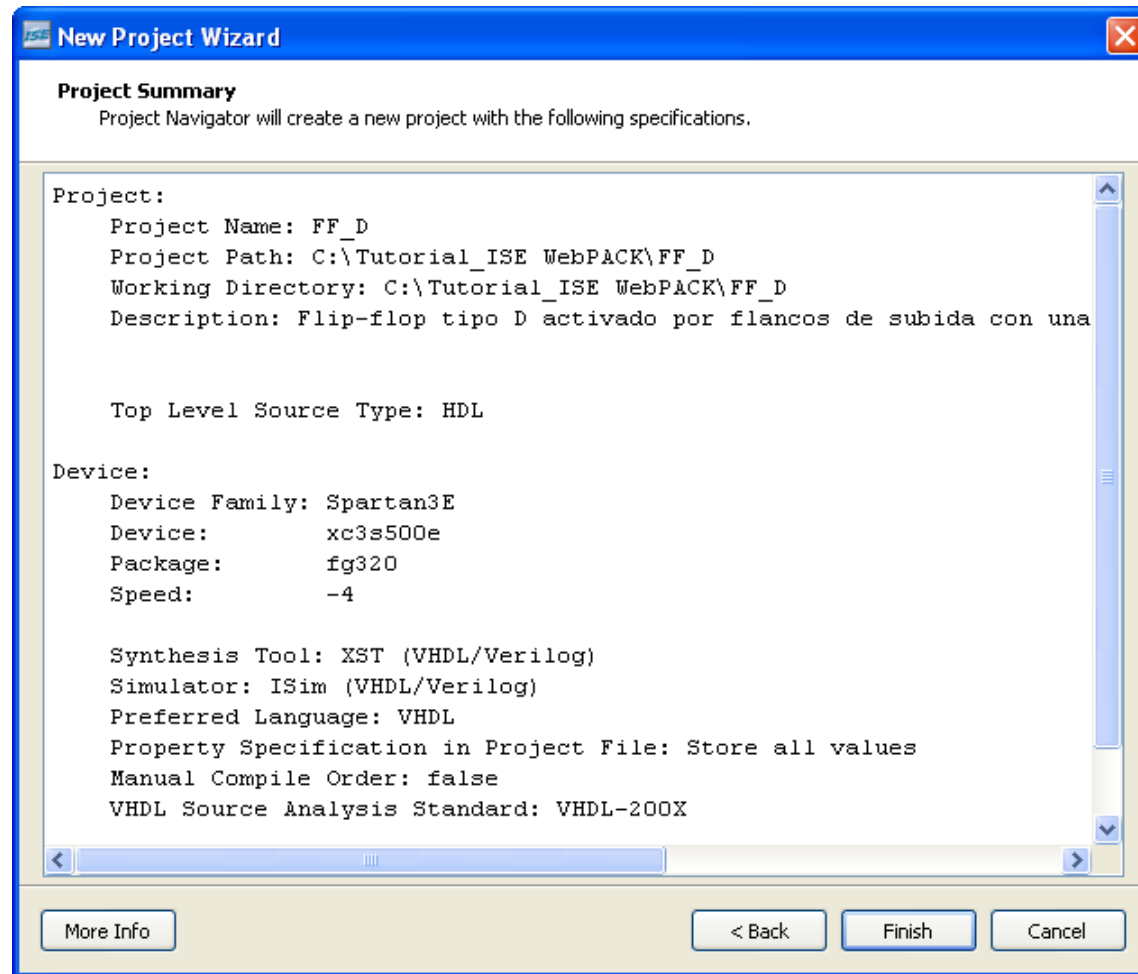 ISE New Project Wizard
Project Summary
Project Navigator will create a new project with the following specifications.
Project:
Project Name: FF_D
Project Path: C:\Tutorial_ISE WebPACK\FF_D
Working Directory: C:\Tutorial_ISE WebPACK\FF_D
Description: Flip-flop tipo D activado por flancos de subida con una
Top Level Source Type: HDL
Device:
Device Family: Spartan3E
Device: xc3s500e
Package: fg320
Speed: -4
Synthesis Tool: XST (VHDL/Verilog)
Simulator: ISim (VHDL/Verilog)
Preferred Language: VHDL
Property Specification in Project File: Store all values
Manual Compile Order: false
VHDL Source Analysis Standard: VHDL-200X
More Info < Back Finish Cancel